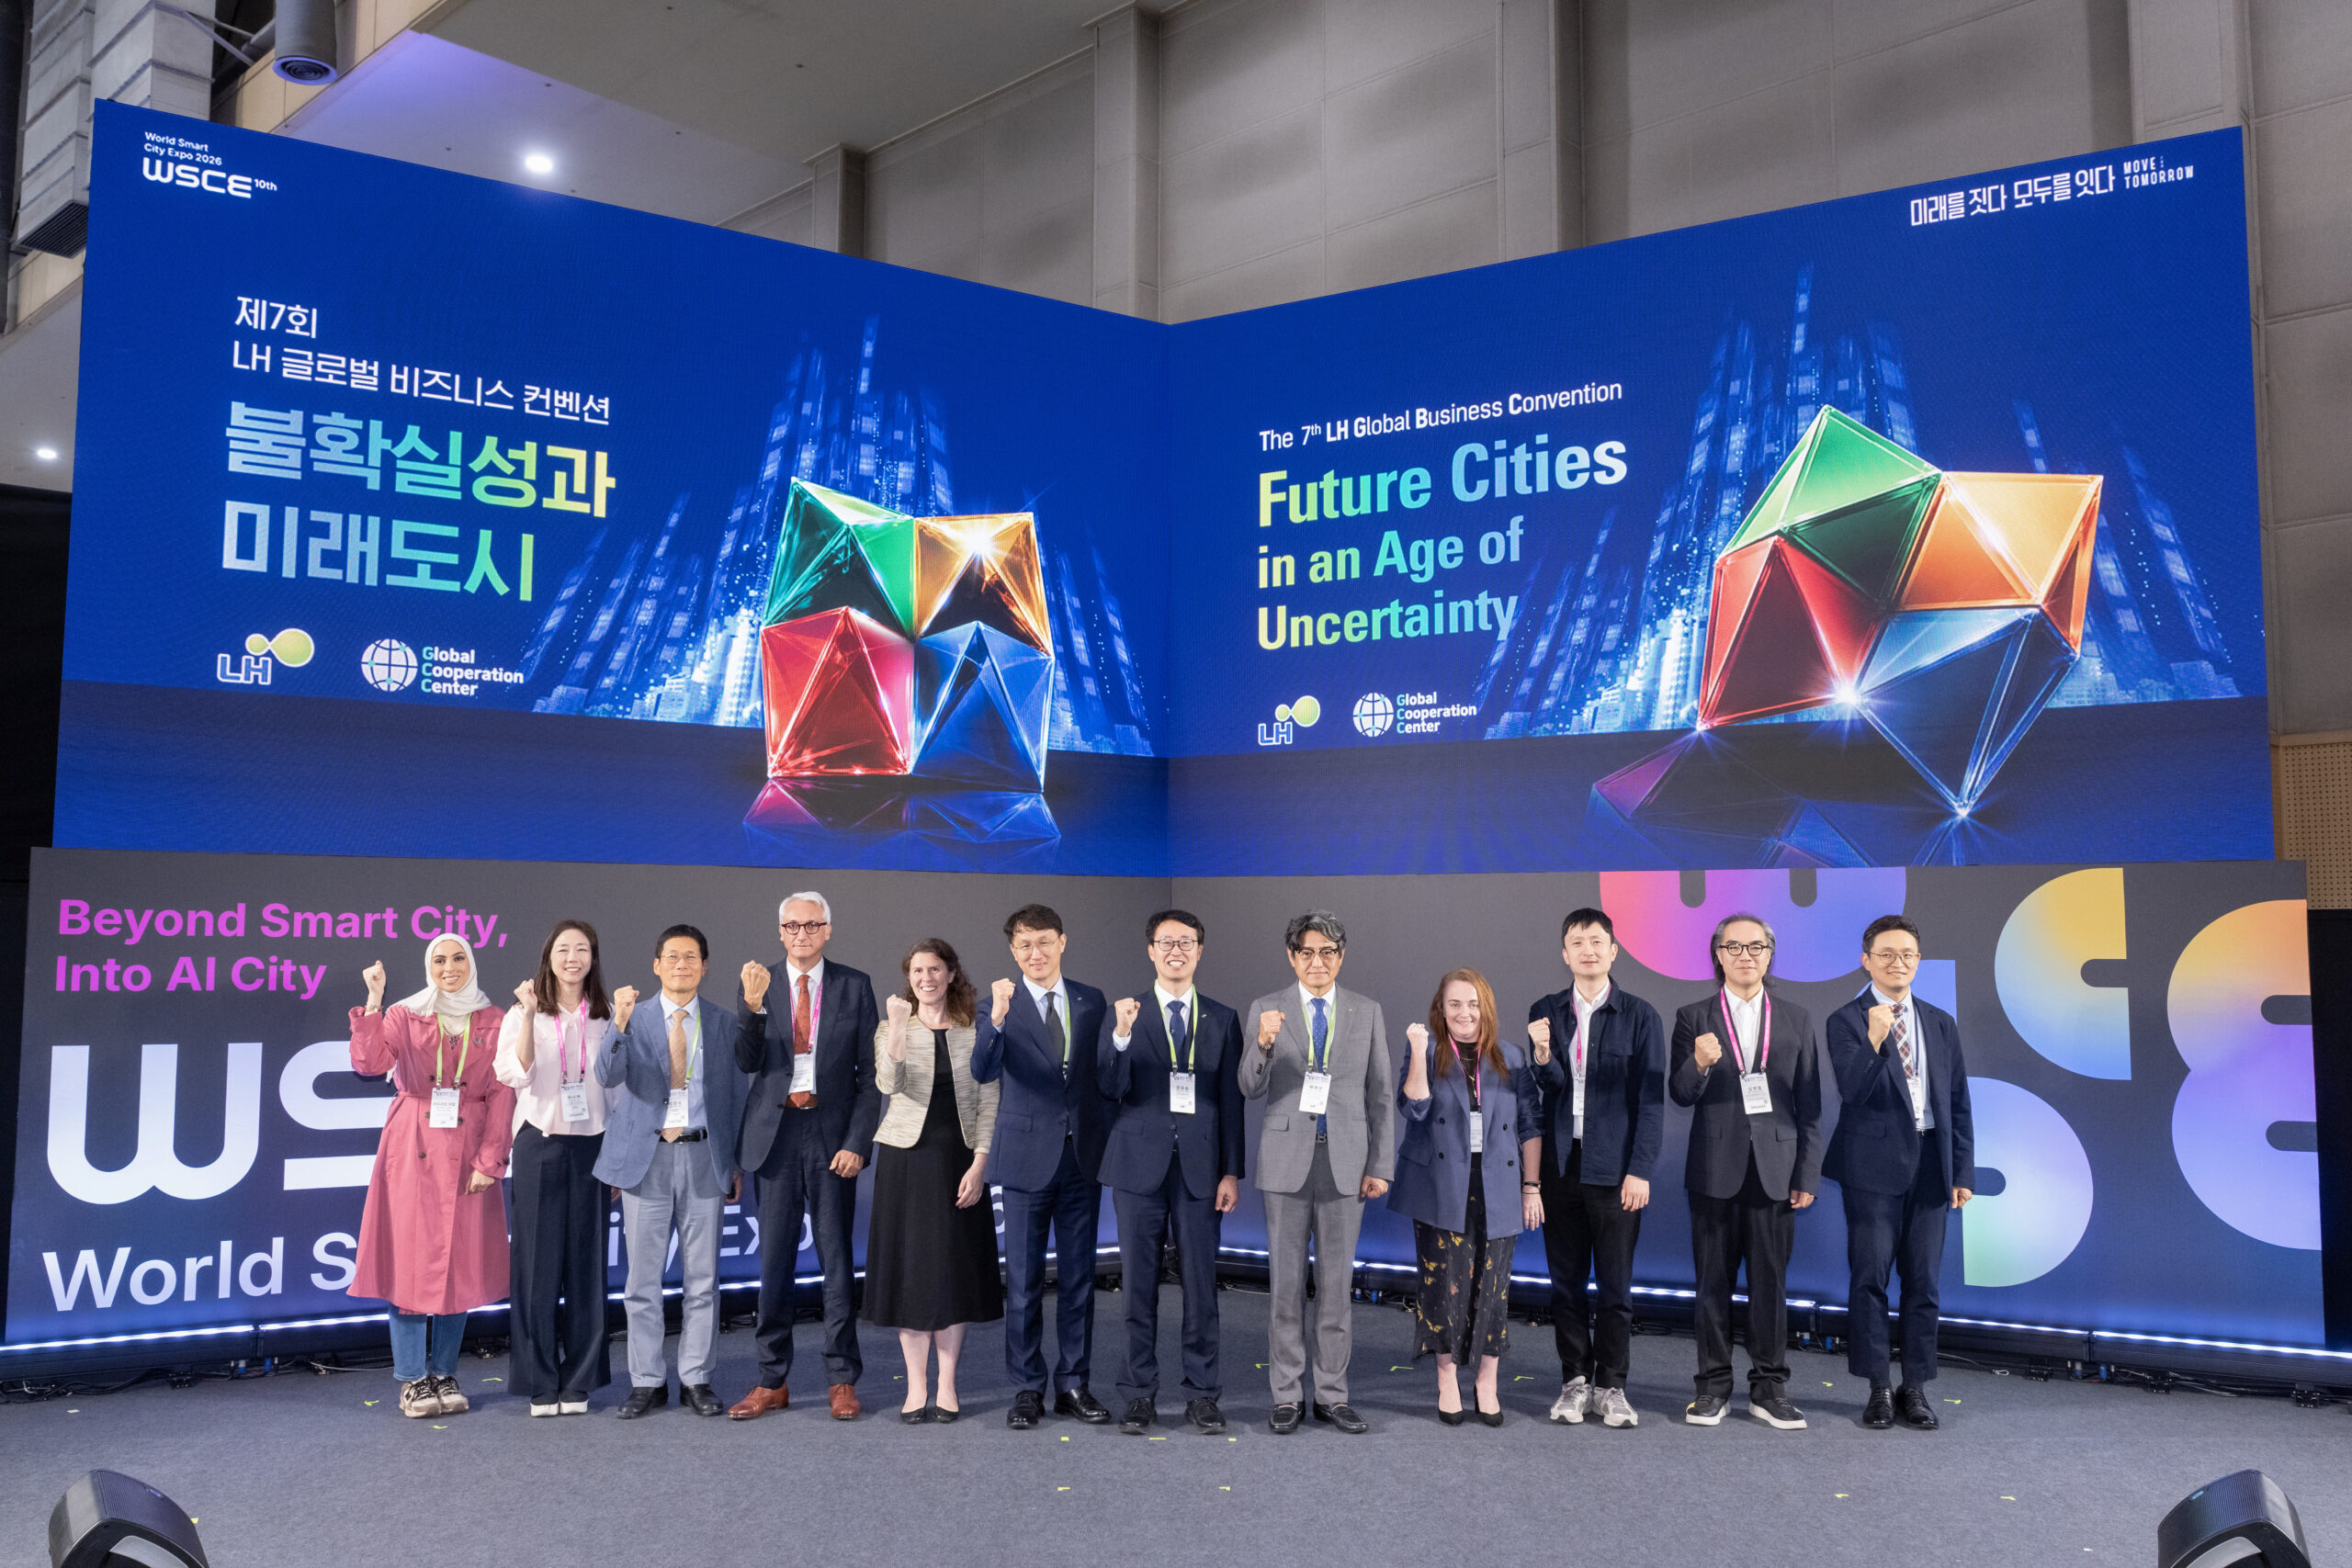 World Smart
City Expo 2026
WSCE 10th
미래를 짓다 모두를 잇다
MOVE :
TOMORROW
제7회
LH 글로벌 비즈니스 컨벤션
불확실성과
미래도시
LH
Global
Cooperation
Center
The 7th LH Global Business Convention
Future Cities
in an Age of
Uncertainty
LH
Global
Cooperation
Center
Beyond Smart City,
Into AI City
WS
World S
ity Expo